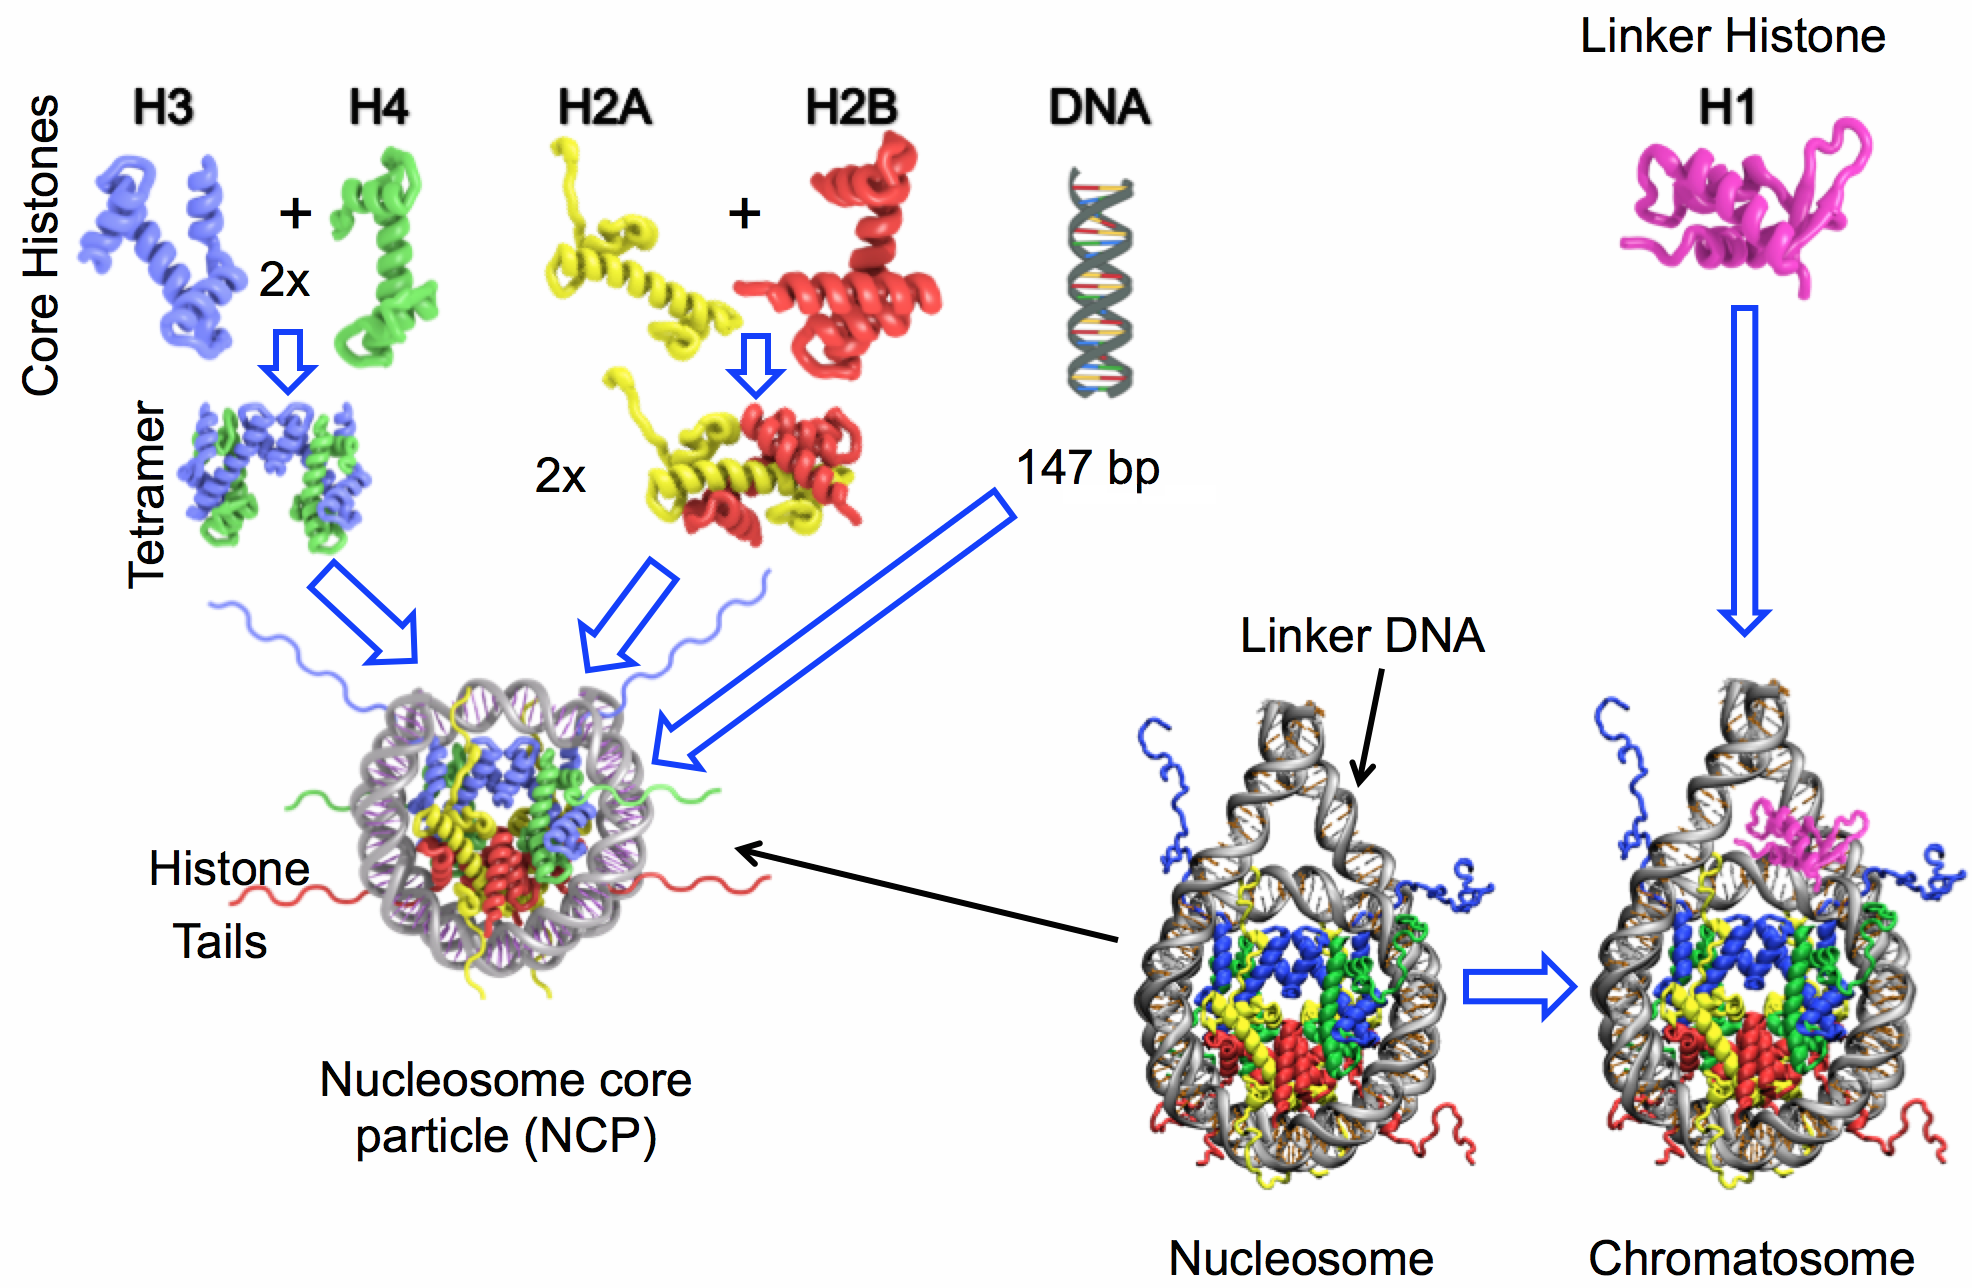 Linker Histone
Core Histones
H3
H4
H2A
H2B
DNA
H1
+
+
2x
Tetramer
2x
147 bp
Linker DNA
Histone
Tails
Nucleosome core
particle (NCP)
Nucleosome
Chromatosome